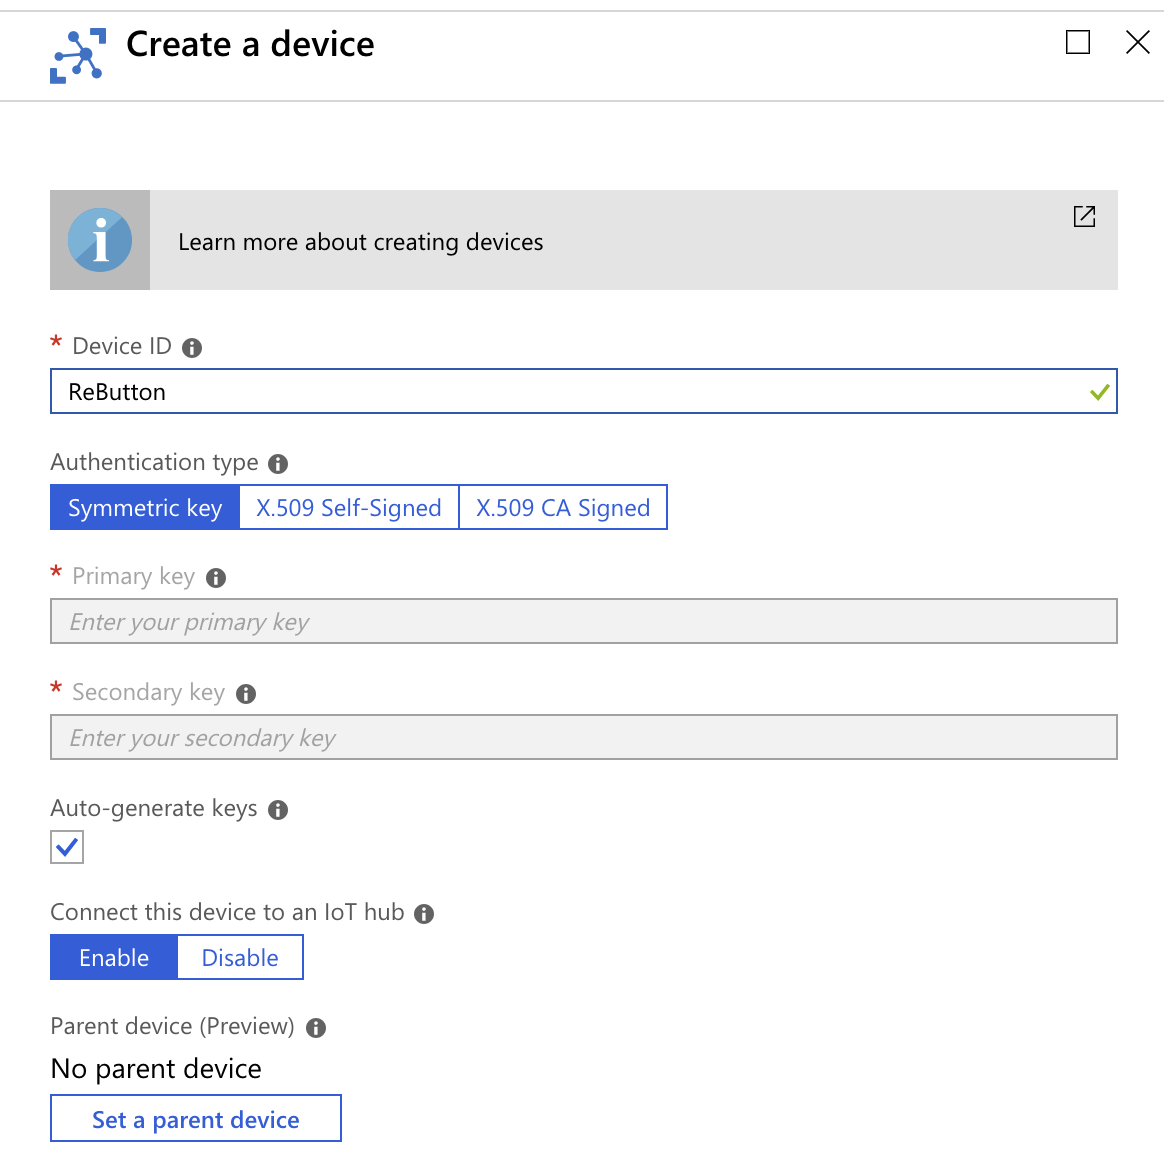 Create a device
Learn more about creating devices
* Device ID
ReButton
Authentication type
Symmetric key X.509 Self-Signed X.509 CA Signed
* Primary key
Enter your primary key
* Secondary key
Enter your secondary key
Auto-generate keys
Connect this device to an IoT hub
Enable Disable
Parent device (Preview)
No parent device
Set a parent device